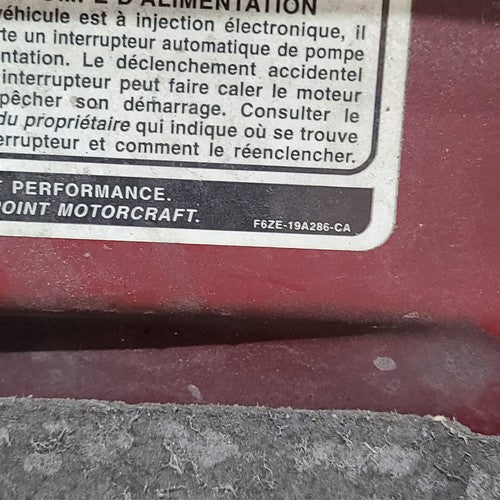 D'ALIMENTATION
véhicule est à injection électronique, il
rte un interrupteur automatique de pompe
ntation. Le déclenchement accidentel
interrupteur peut faire caler le moteur
pêcher son démarrage. Consulter le
du propriétaire qui indique où se trouve
errupteur et comment le réenclencher.
PERFORMANCE.
POINT MOTORCRAFT.
F6ZE-19A286-CA